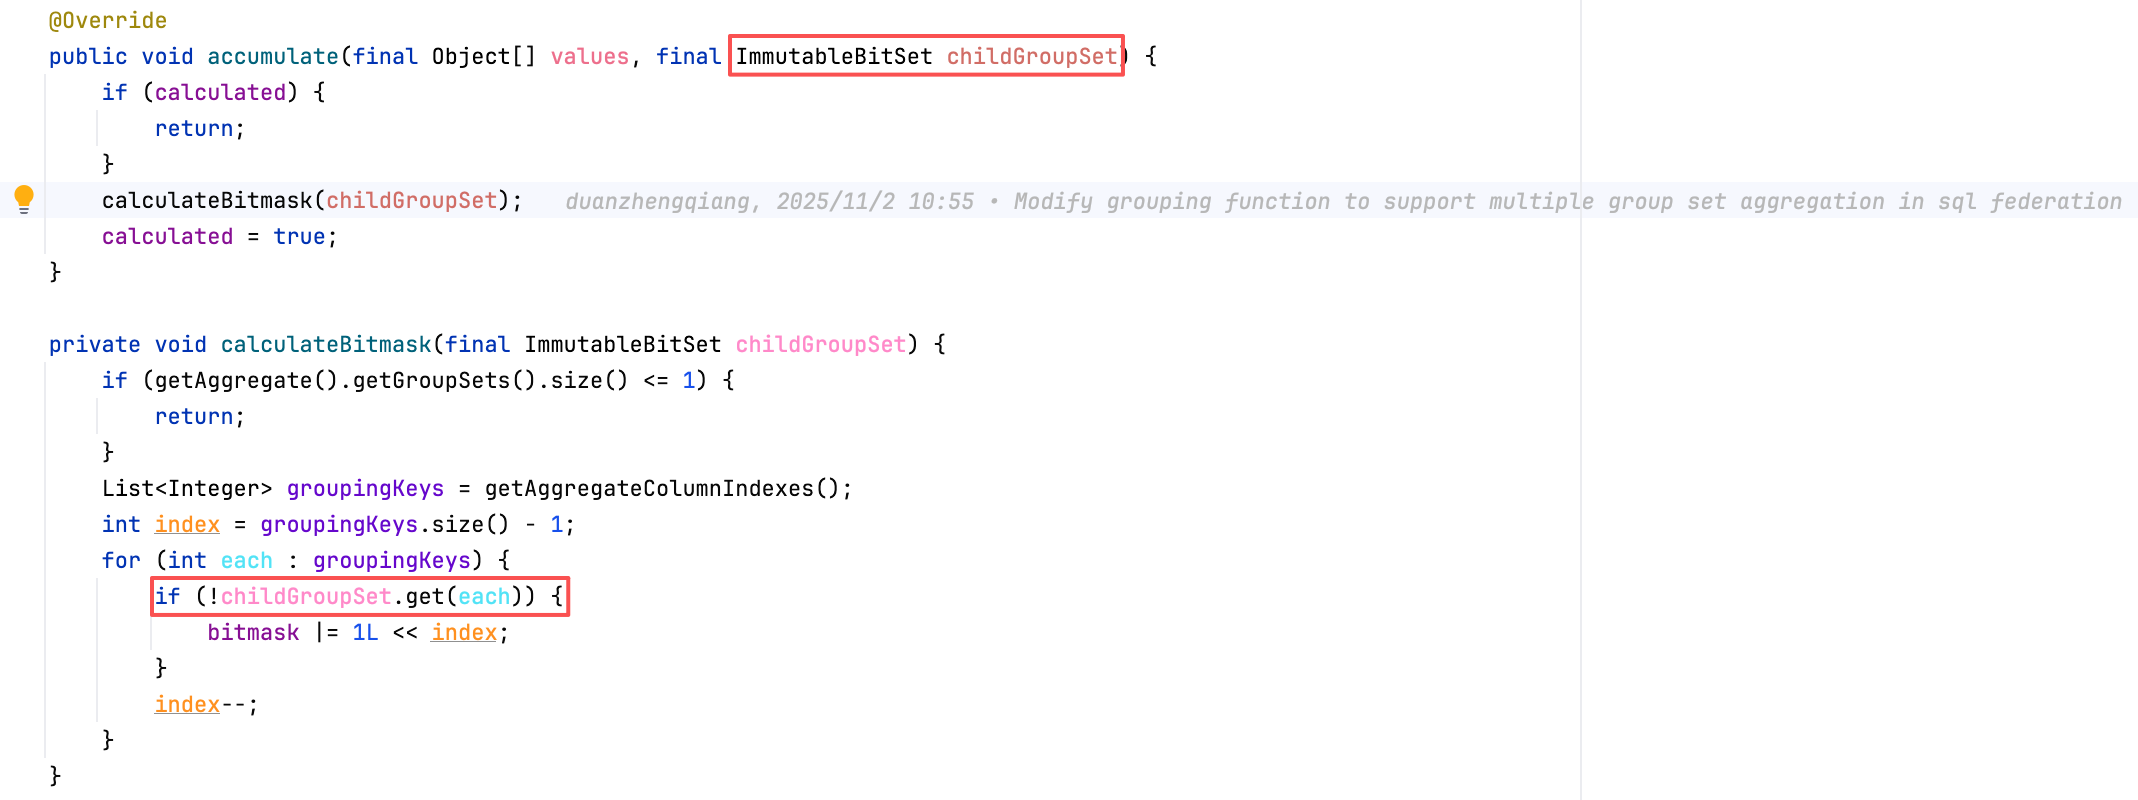 @Override
public void accumulate(final Object[] values, final ImmutableBitSet childGroupSet) {
    if (calculated) {
        return;
    }
    calculateBitmask(childGroupSet);   duanzhengqiang, 2025/11/2 10:55 • Modify grouping function to support multiple group set aggregation in sql federation
    calculated = true;
}
private void calculateBitmask(final ImmutableBitSet childGroupSet) {
    if (getAggregate().getGroupSets().size() <= 1) {
        return;
    }
    List<Integer> groupingKeys = getAggregateColumnIndexes();
    int index = groupingKeys.size() - 1;
    for (int each : groupingKeys) {
        if (!childGroupSet.get(each)) {
            bitmask |= 1L << index;
        }
        index--;
    }
}